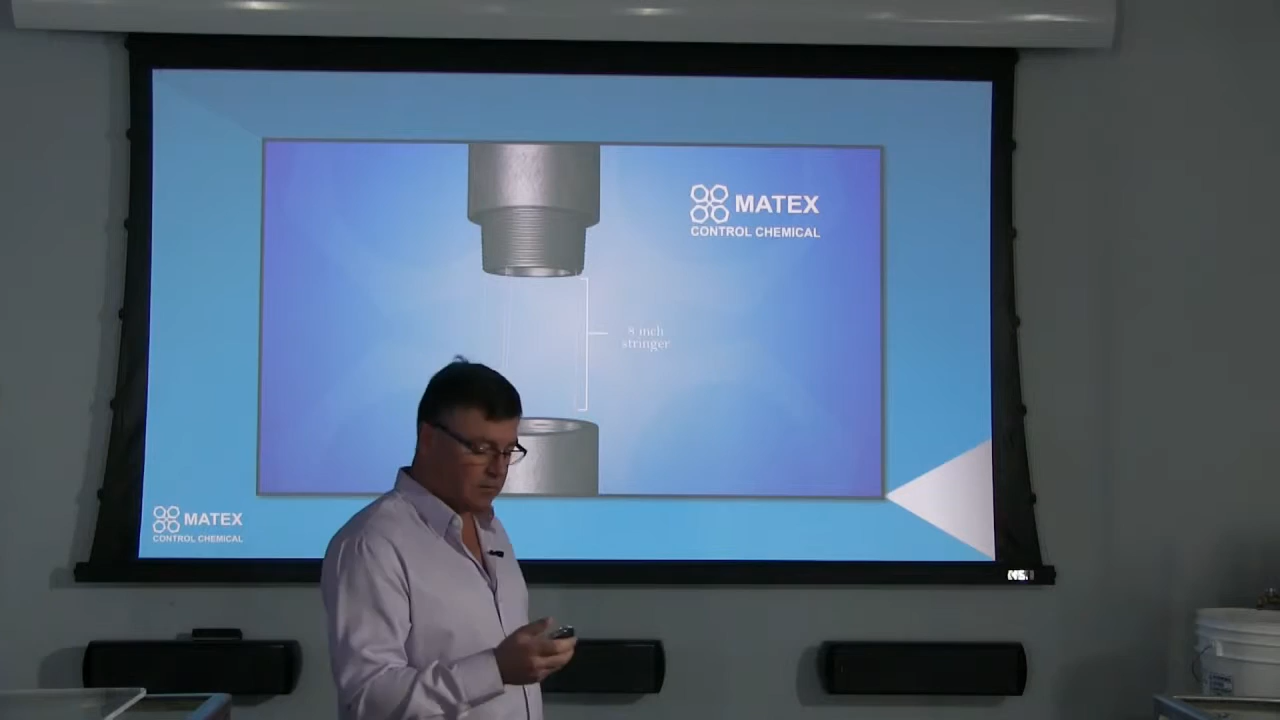 MATEX
CONTROL CHEMICAL
8 inch
stringer
MATEX
CONTROL CHEMICAL